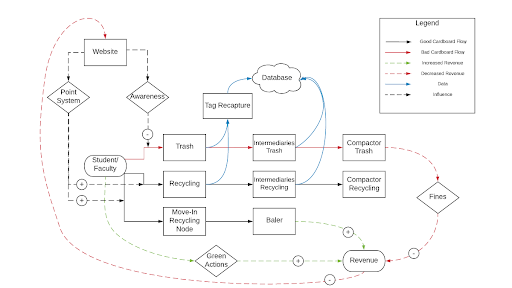 Legend
Good Cardboard Flow
Bad Cardboard Flow
Increased Revenue
Decreased Revenue
Data
Influence
Website
Database
Point
System
Awareness
Tag Recapture
-
Trash
Intermediaries
Trash
Compactor
Trash
Student/
Faculty
+
Recycling
Intermediaries
Recycling
Compactor
Recycling
Fines
+
Move-In
Recycling
Node
Baler
+
Green
Actions
+
Revenue
-
-